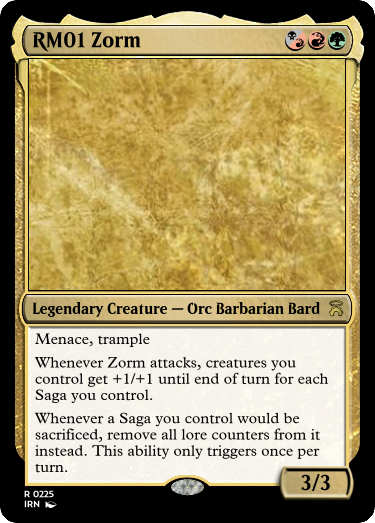 RM01 Zorm
Legendary Creature — Orc Barbarian Bard
Menace, trample
Whenever Zorm attacks, creatures you
control get +1/+1 until end of turn for each
Saga you control.
Whenever a Saga you control would be
sacrificed, remove all lore counters from it
instead. This ability only triggers once per
turn.
3/3
R 0225
IRN